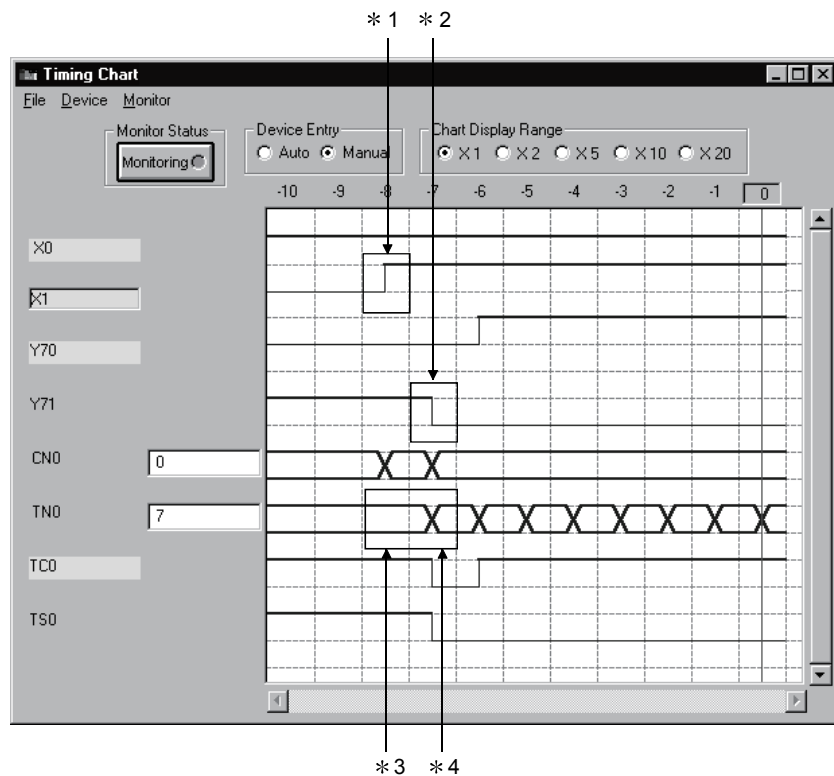 ＊1 ＊2
Timing Chart
File Device Monitor
Monitor Status
Monitoring
Device Entry
Auto Manual
Chart Display Range
X1 X2 X5 X10 X20
-10 -9 -8 -7 -6 -5 -4 -3 -2 -1 0
X0
X1
Y70
Y71
CN0 0
TN0 7
TC0
TS0
＊3 ＊4